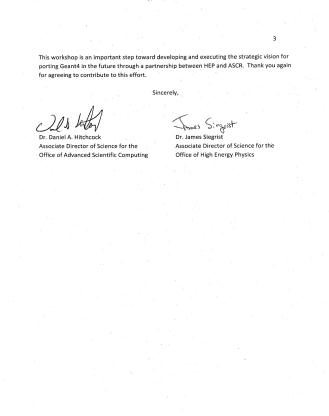 3
This workshop is an important step toward developing and executing the strategic vision for
porting Geant4 in the future through a partnership between HEP and ASCR. Thank you again
for agreeing to contribute to this effort.
Sincerely,
James Siegrist
Dr. Daniel A. Hitchcock Dr. James Siegrist
Associate Director of Science for the Associate Director of Science for the
Office of Advanced Scientific Computing Office of High Energy Physics